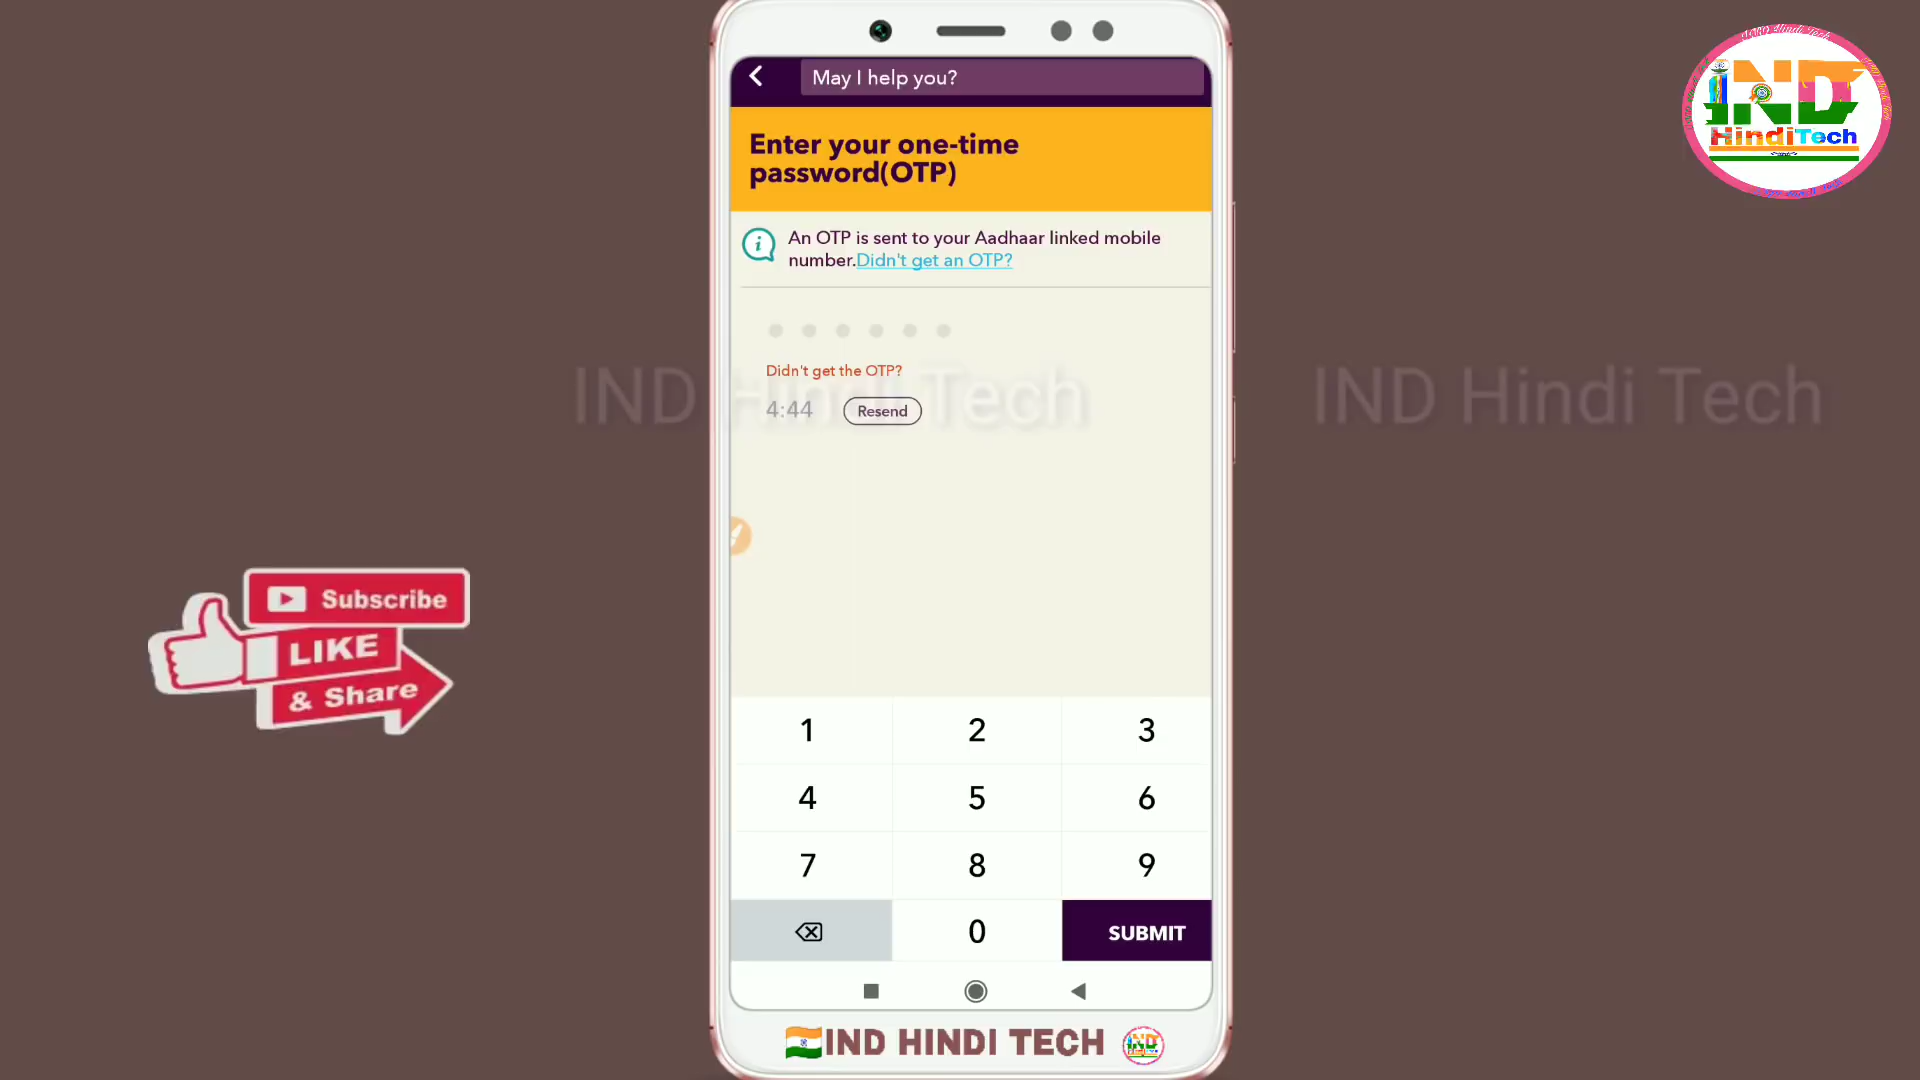 May I help you?
Enter your one-time
password(OTP)
An OTP is sent to your Aadhaar linked mobile
number.Didn't get an OTP?
Didn't get the OTP?
4:44
Resend
1 2 3
4 5 6
7 8 9
0 SUBMIT
IND Hindi Tech
IND Hindi Tech
Subscribe
LIKE
& Share
IND
HindiTech
IND HINDI TECH
IND